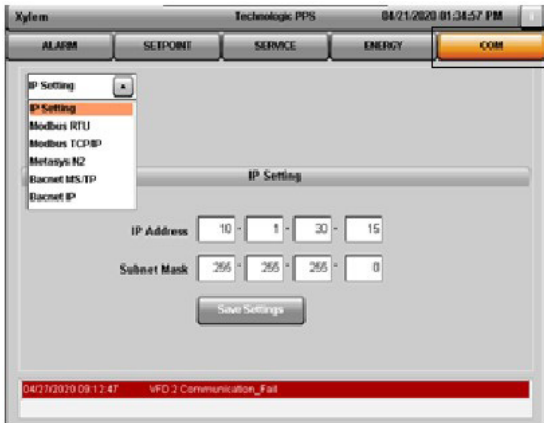 Xylem Technologic PPS 04/21/2020 01:34:57 PM
ALARM SETPOINT SERVICE ENERGY COM
IP Setting
IP Setting
Modbus RTU
Modbus TCP/IP
Metasys N2
Bacnet MS/TP
Bacnet IP
IP Setting
IP Address 10 - 1 - 30 - 15
Subnet Mask 255 - 255 - 255 - 0
Save Settings
04/27/2020 09:12:47 VFD 2 Communication_Fail